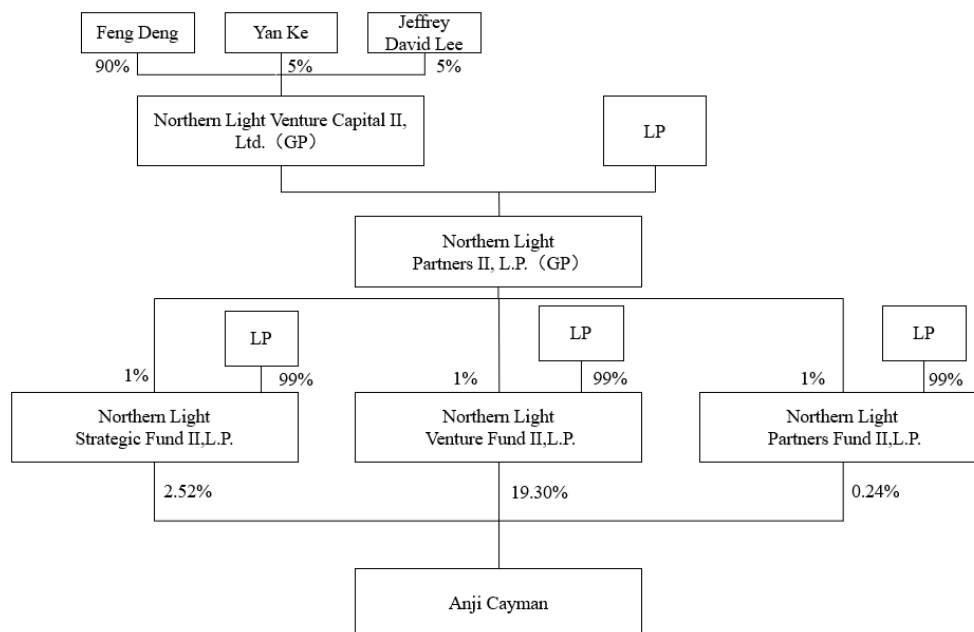 Feng Deng
Yan Ke
Jeffrey
David Lee
90%
5%
5%
Northern Light Venture Capital II,
Ltd.（GP）
LP
Northern Light
Partners II, L.P.（GP）
LP
LP
LP
1%
99%
1%
99%
1%
99%
Northern Light
Strategic Fund II,L.P.
Northern Light
Venture Fund II,L.P.
Northern Light
Partners Fund II,L.P.
2.52%
19.30%
0.24%
Anji Cayman